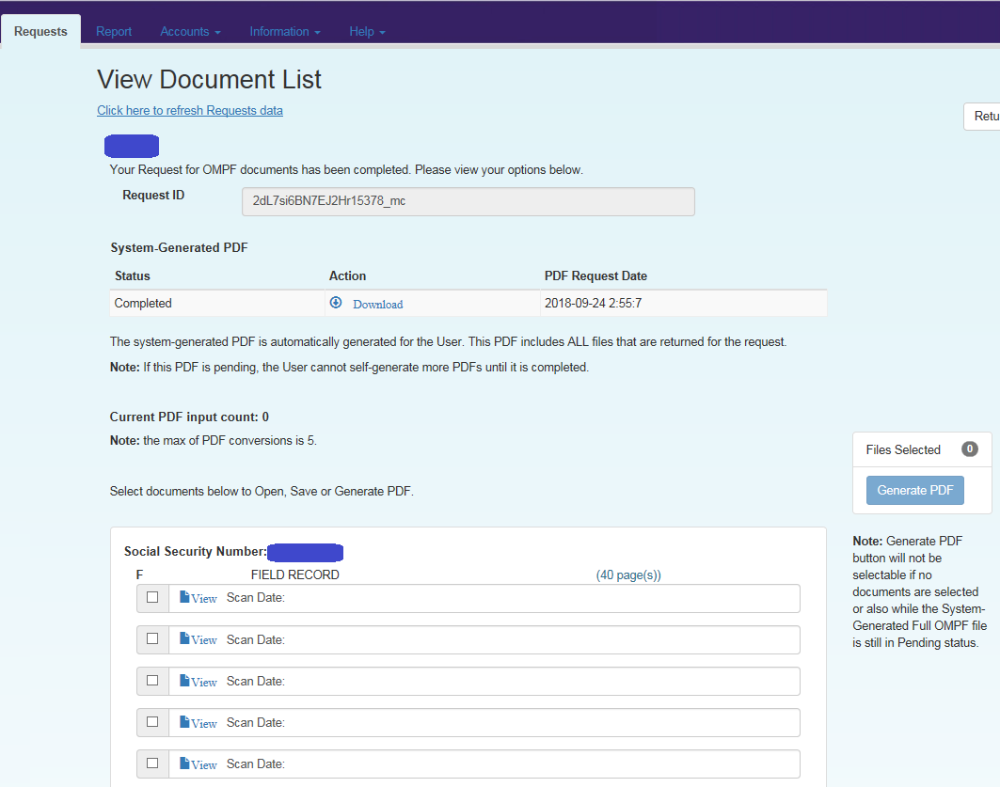 Requests Report Accounts Information Help
View Document List
Click here to refresh Requests data
Retu
Your Request for OMPF documents has been completed. Please view your options below.
Request ID 2dL7si6BN7EJ2Hr15378_mc
System-Generated PDF
Status Action PDF Request Date
Completed Download 2018-09-24 2:55:7
The system-generated PDF is automatically generated for the User. This PDF includes ALL files that are returned for the request.
Note: If this PDF is pending, the User cannot self-generate more PDFs until it is completed.
Current PDF input count: 0
Note: the max of PDF conversions is 5.
Select documents below to Open, Save or Generate PDF.
Files Selected 0
Generate PDF
Note: Generate PDF
button will not be
selectable if no
documents are selected
or also while the System-
Generated Full OMPF file
is still in Pending status.
Social Security Number:
F FIELD RECORD (40 page(s))
View Scan Date:
View Scan Date:
View Scan Date:
View Scan Date:
View Scan Date: